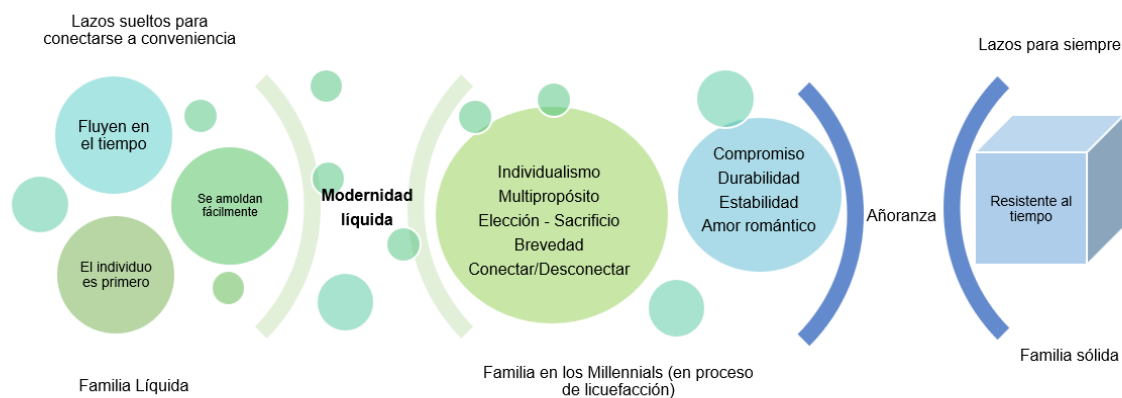 Lazos sueltos para
conectarse a conveniencia
Fluyen en
el tiempo
Se amoldan
fácilmente
El individuo
es primero
Familia Líquida
Modernidad
líquida
Individualismo
Multipropósito
Elección - Sacrificio
Brevedad
Conectar/Desconectar
Compromiso
Durabilidad
Estabilidad
Amor romántico
Familia en los Millennials (en proceso
de licuefacción)
Añoranza
Lazos para siempre
Resistente al
tiempo
Familia sólida